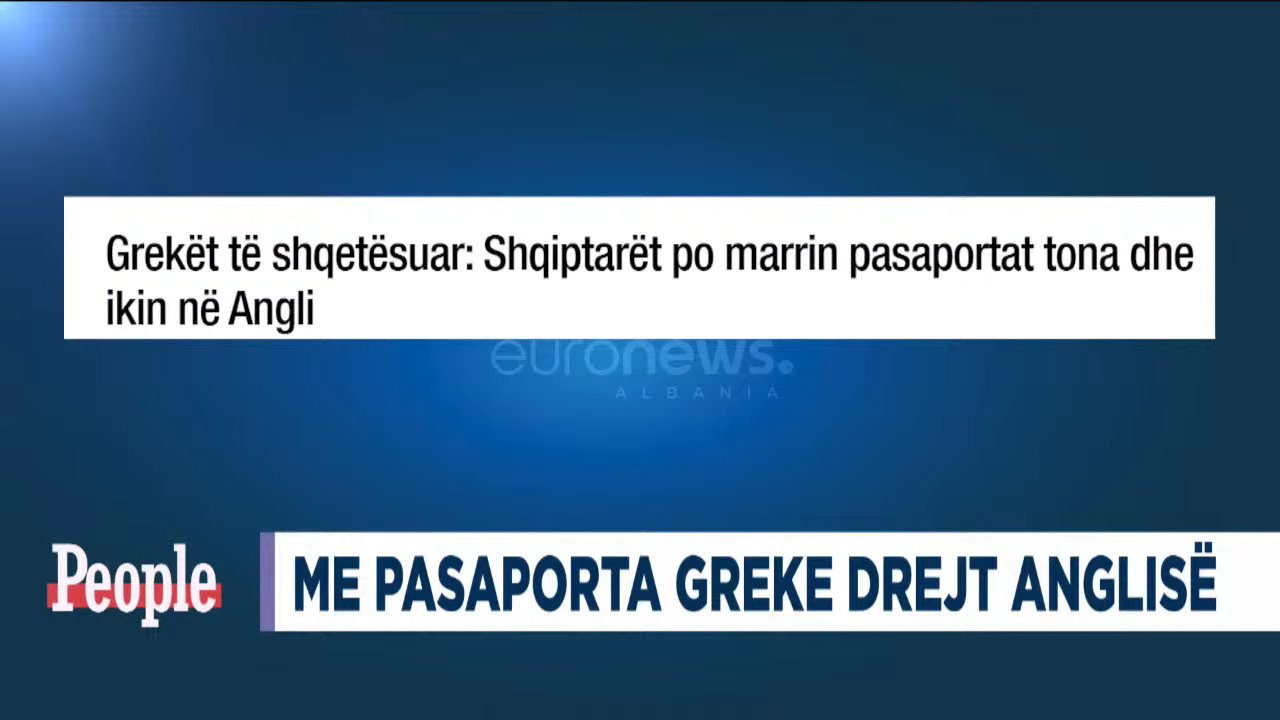 Grekët të shqetësuar: Shqiptarët po marrin pasaportat tona dhe
ikin në Angli
euronews.
ALBANIA
People
ME PASAPORTA GREKE DREJT ANGLISË